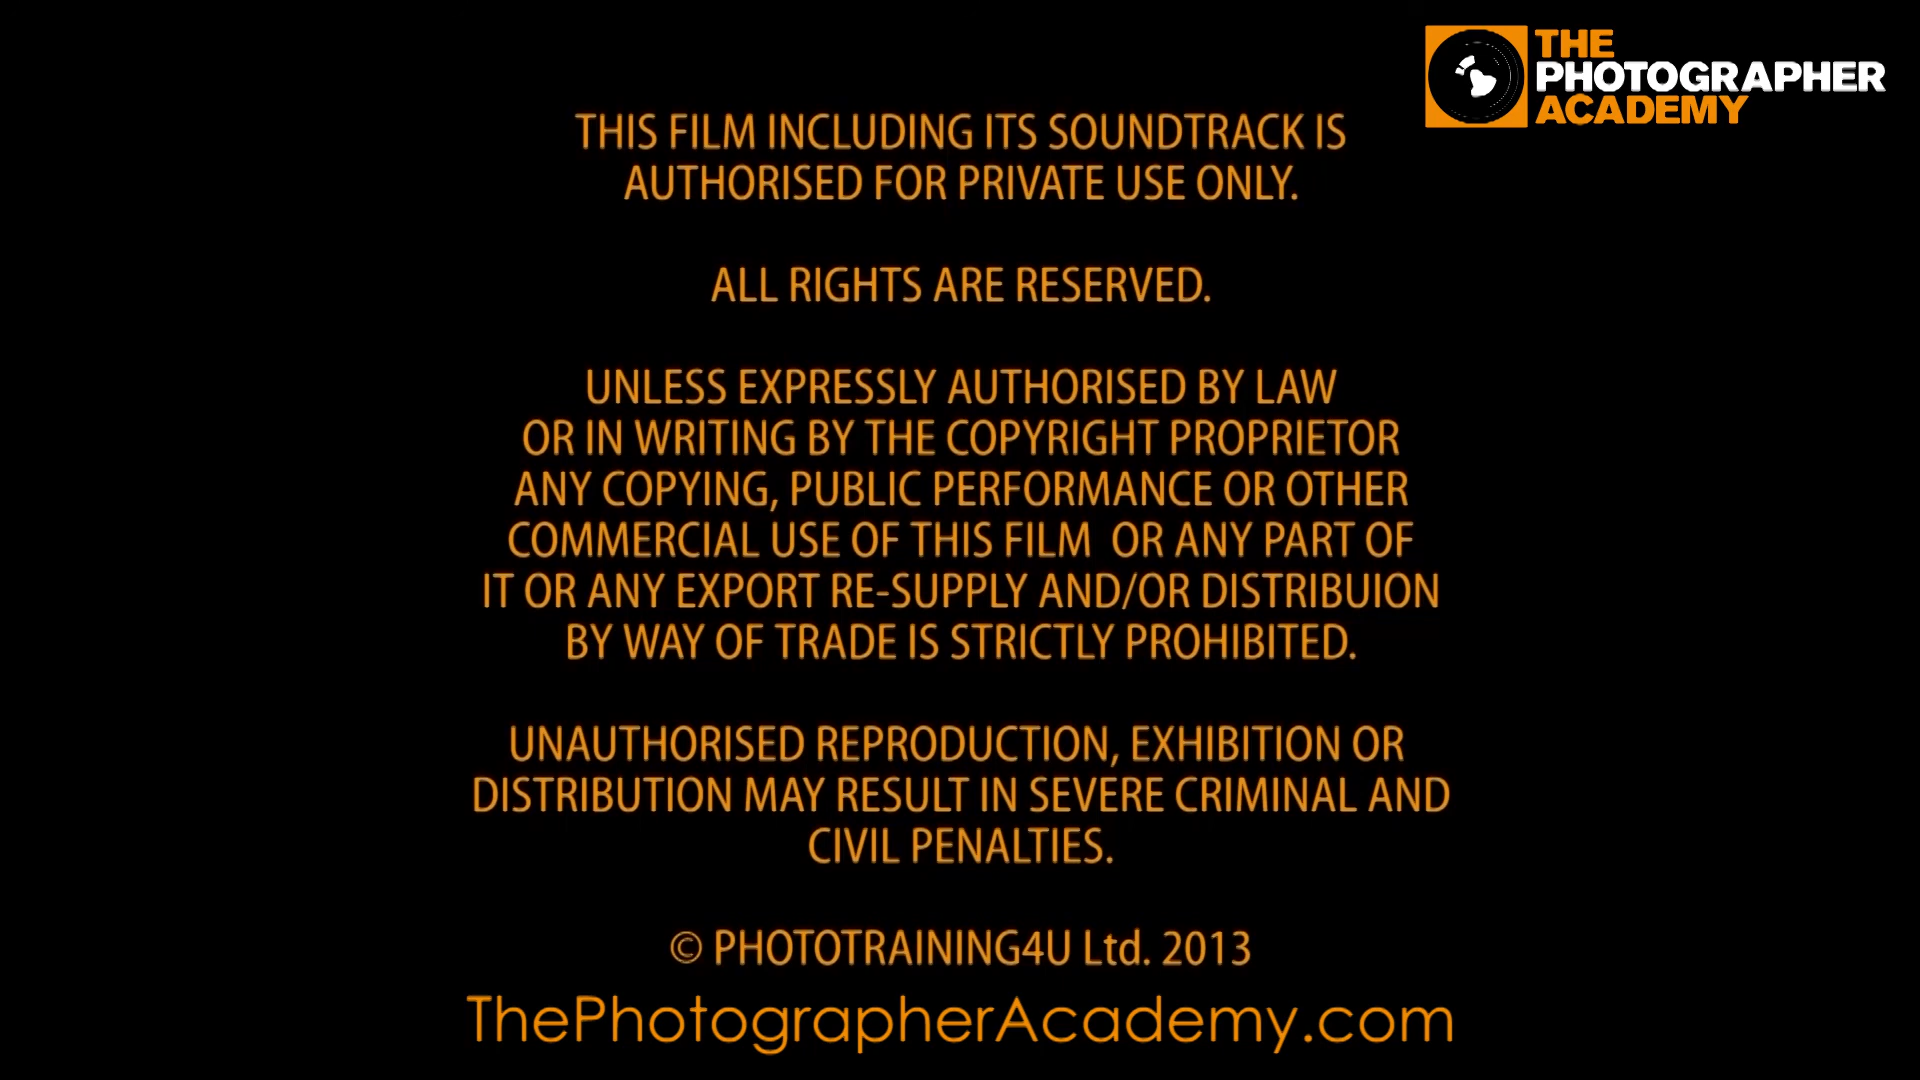 THE
PHOTOGRAPHER
ACADEMY
THIS FILM INCLUDING ITS SOUNDTRACK IS
AUTHORISED FOR PRIVATE USE ONLY.
ALL RIGHTS ARE RESERVED.
UNLESS EXPRESSLY AUTHORISED BY LAW
OR IN WRITING BY THE COPYRIGHT PROPRIETOR
ANY COPYING, PUBLIC PERFORMANCE OR OTHER
COMMERCIAL USE OF THIS FILM OR ANY PART OF
IT OR ANY EXPORT RE-SUPPLY AND/OR DISTRIBUION
BY WAY OF TRADE IS STRICTLY PROHIBITED.
UNAUTHORISED REPRODUCTION, EXHIBITION OR
DISTRIBUTION MAY RESULT IN SEVERE CRIMINAL AND
CIVIL PENALTIES.
© PHOTOTRAINING4U Ltd. 2013
ThePhotographerAcademy.com